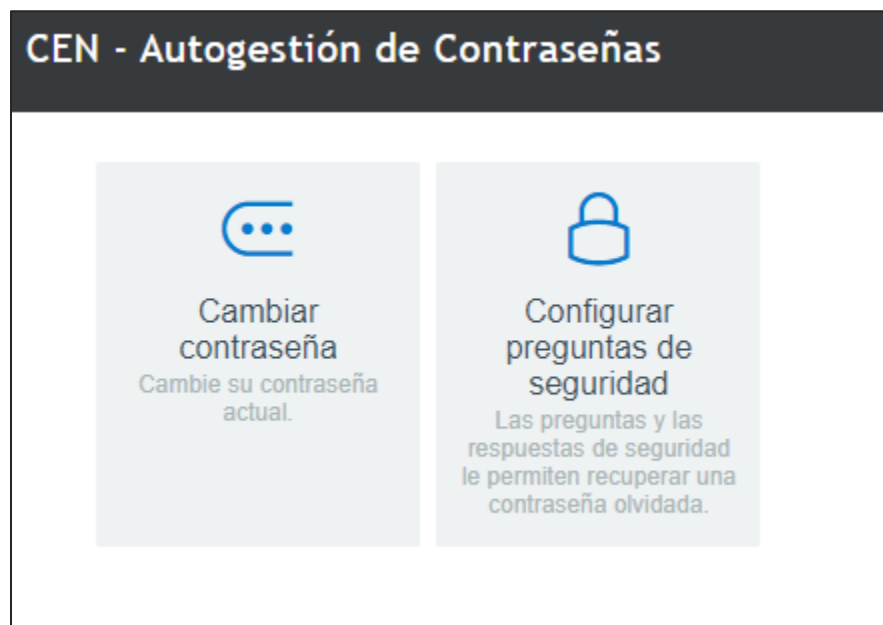 CEN - Autogestión de Contraseñas
Cambiar
contraseña
Cambie su contraseña
actual.
Configurar
preguntas de
seguridad
Las preguntas y las
respuestas de seguridad
le permiten recuperar una
contraseña olvidada.